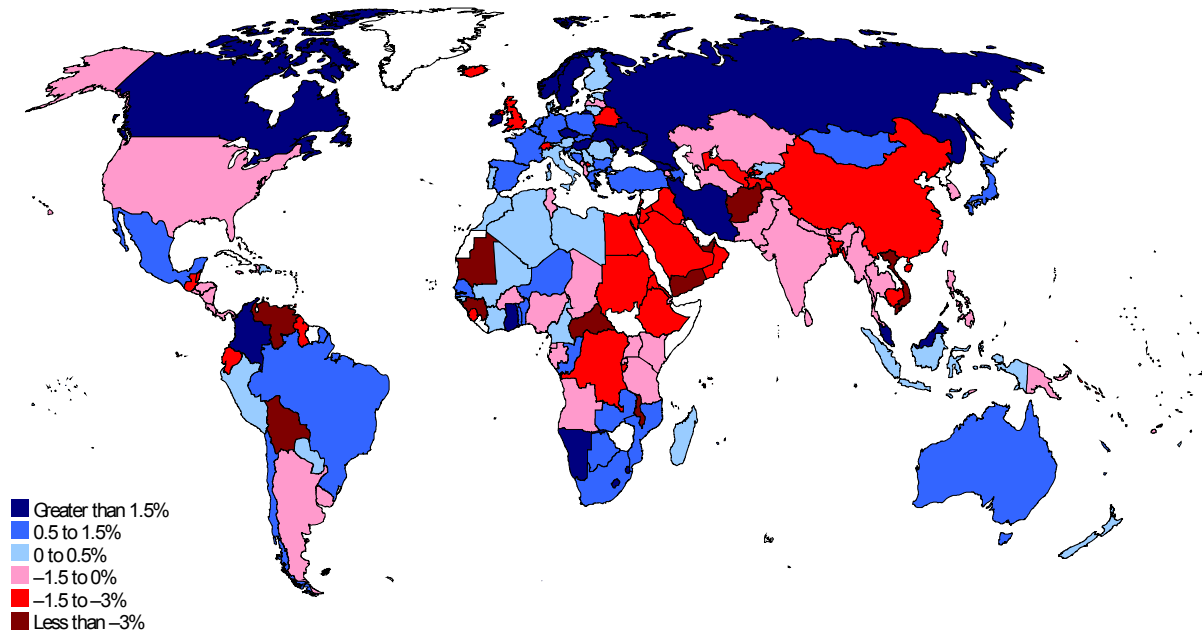 Greater than 1.5%
0.5 to 1.5%
0 to 0.5%
–1.5 to 0%
–1.5 to –3%
Less than –3%